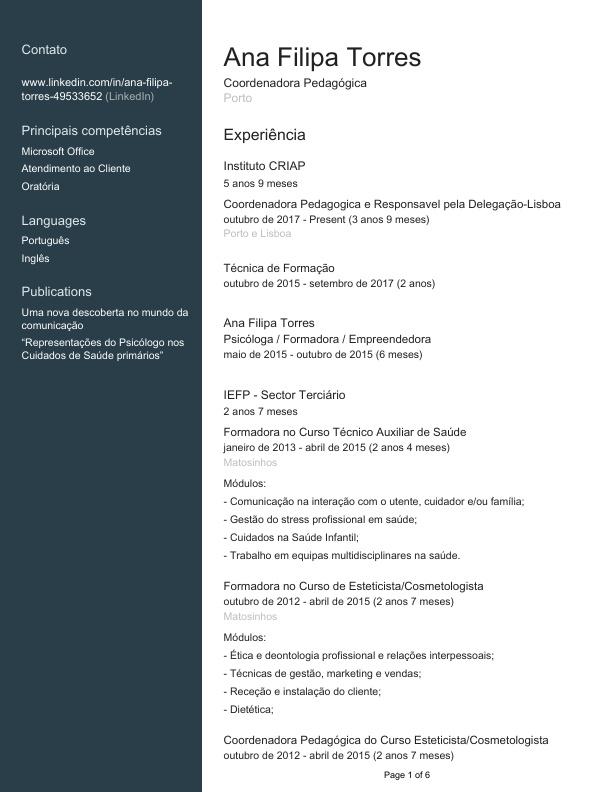 Contato
www.linkedin.com/in/ana-filipa-
torres-49533652 (LinkedIn)
Principais competências
Microsoft Office
Atendimento ao Cliente
Oratória
Languages
Português
Inglês
Publications
Uma nova descoberta no mundo da
comunicação
“Representações do Psicólogo nos
Cuidados de Saúde primários”
Ana Filipa Torres
Coordenadora Pedagógica
Porto
Experiência
Instituto CRIAP
5 anos 9 meses
Coordenadora Pedagogica e Responsavel pela Delegação-Lisboa
outubro de 2017 - Present (3 anos 9 meses)
Porto e Lisboa
Técnica de Formação
outubro de 2015 - setembro de 2017 (2 anos)
Ana Filipa Torres
Psicóloga / Formadora / Empreendedora
maio de 2015 - outubro de 2015 (6 meses)
IEFP - Sector Terciário
2 anos 7 meses
Formadora no Curso Técnico Auxiliar de Saúde
janeiro de 2013 - abril de 2015 (2 anos 4 meses)
Matosinhos
Módulos:
- Comunicação na interação com o utente, cuidador e/ou família;
- Gestão do stress profissional em saúde;
- Cuidados na Saúde Infantil;
- Trabalho em equipas multidisciplinares na saúde.
Formadora no Curso de Esteticista/Cosmetologista
outubro de 2012 - abril de 2015 (2 anos 7 meses)
Matosinhos
Módulos:
- Ética e deontologia profissional e relações interpessoais;
- Técnicas de gestão, marketing e vendas;
- Receção e instalação do cliente;
- Dietética;
Coordenadora Pedagógica do Curso Esteticista/Cosmetologista
outubro de 2012 - abril de 2015 (2 anos 7 meses)
Page 1 of 6